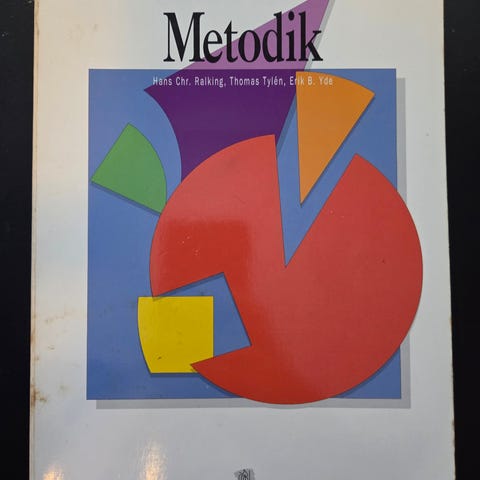 Metodik
Hans Chr. Ralking, Thomas Tylén, Erik B. Yde